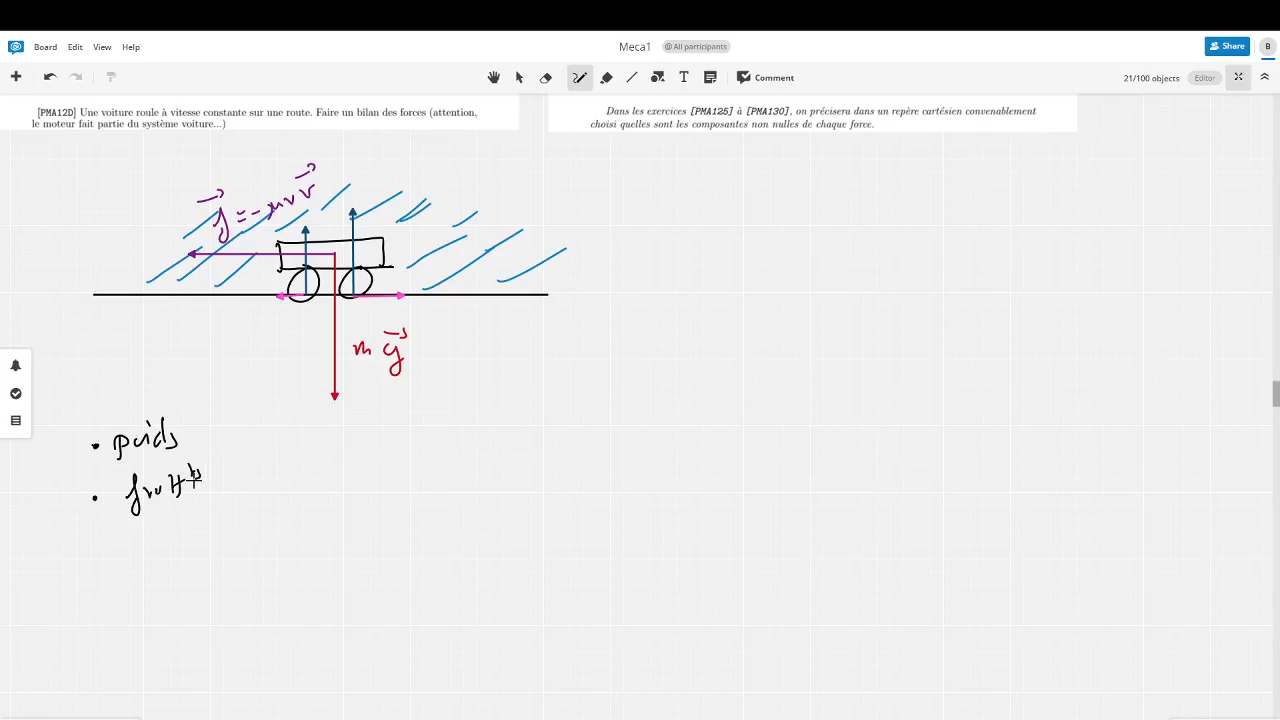 Board Edit View Help
Meca1 @ All participants
Share
B
Comment
21/100 objects
Editor
[PMA12D] Une voiture roule à vitesse constante sur une route. Faire un bilan des forces (attention,
le moteur fait partie du système voiture...)
Dans les exercices [PMA125] à [PMA130], on précisera dans un repère cartésien convenablement
choisi quelles sont les composantes non nulles de chaque force.
f⃗ = - μ v v⃗
m g⃗
• poids
• frott ts